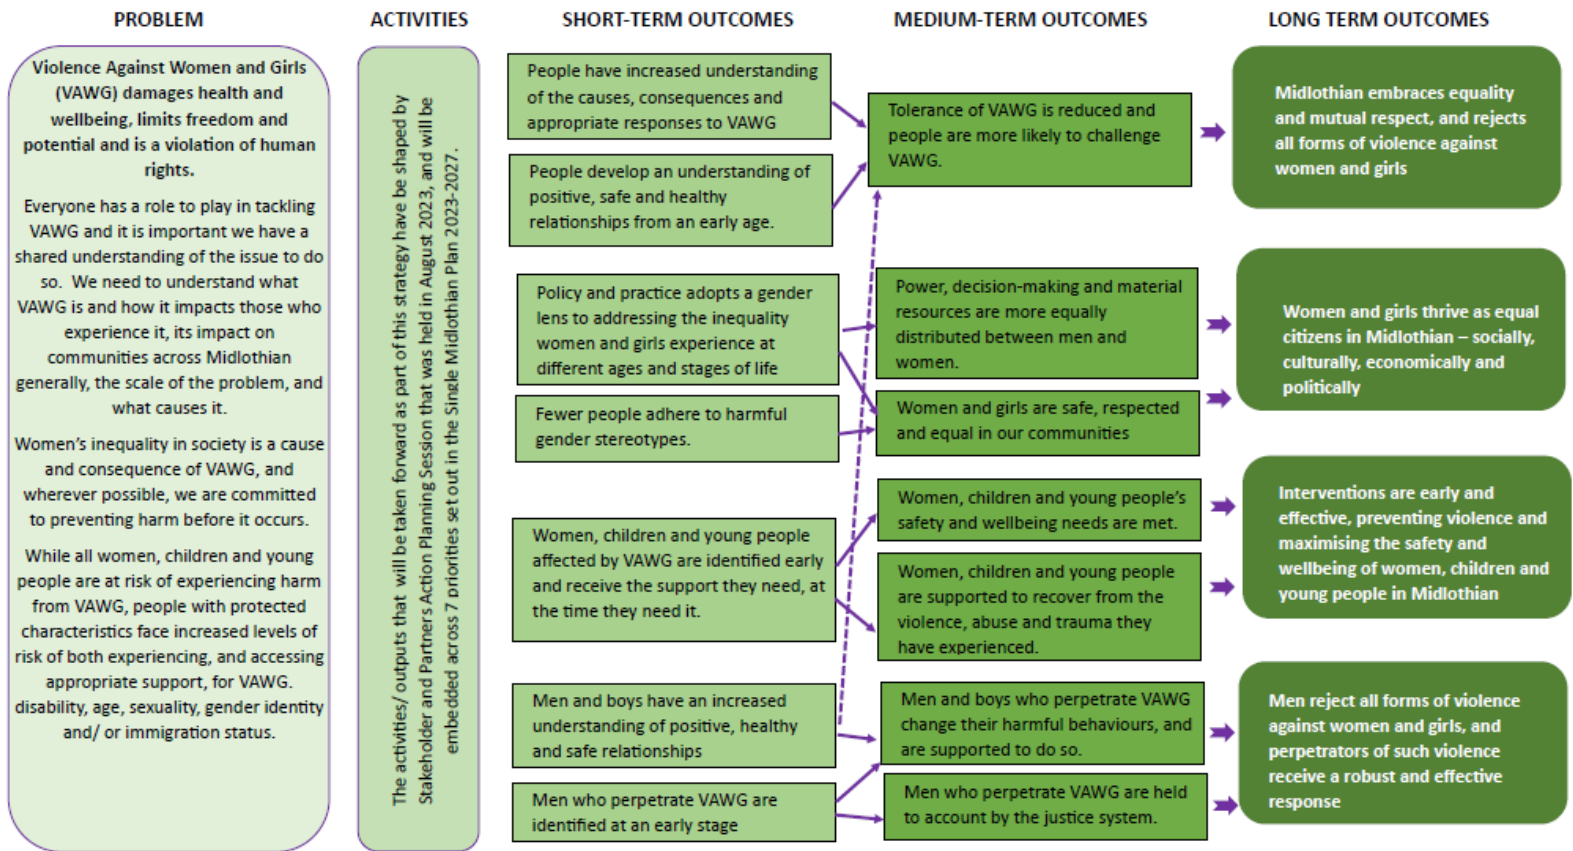 PROBLEM
ACTIVITIES
SHORT-TERM OUTCOMES
MEDIUM-TERM OUTCOMES
LONG TERM OUTCOMES
Violence Against Women and Girls
(VAWG) damages health and
wellbeing, limits freedom and
potential and is a violation of human
rights.
Everyone has a role to play in tackling
VAWG and it is important we have a
shared understanding of the issue to do
so. We need to understand what
VAWG is and how it impacts those who
experience it, its impact on
communities across Midlothian
generally, the scale of the problem, and
what causes it.
Women's inequality in society is a cause
and consequence of VAWG, and
wherever possible, we are committed
to preventing harm before it occurs.
While all women, children and young
people are at risk of experiencing harm
from VAWG, people with protected
characteristics face increased levels of
risk of both experiencing, and accessing
appropriate support, for VAWG.
disability, age, sexuality, gender identity
and/ or immigration status.
The activities/ outputs that will be taken forward as part of this strategy have be shaped by
Stakeholder and Partners Action Planning Session that was held in August 2023, and will be
embedded across 7 priorities set out in the Single Midlothian Plan 2023-2027.
People have increased understanding
of the causes, consequences and
appropriate responses to VAWG
People develop an understanding of
positive, safe and healthy
relationships from an early age.
Policy and practice adopts a gender
lens to addressing the inequality
women and girls experience at
different ages and stages of life
Fewer people adhere to harmful
gender stereotypes.
Women, children and young people
affected by VAWG are identified early
and receive the support they need, at
the time they need it.
Men and boys have an increased
understanding of positive, healthy
and safe relationships
Men who perpetrate VAWG are
identified at an early stage
Tolerance of VAWG is reduced and
people are more likely to challenge
VAWG.
Power, decision-making and material
resources are more equally
distributed between men and
women.
Women and girls are safe, respected
and equal in our communities
Women, children and young people's
safety and wellbeing needs are met.
Women, children and young people
are supported to recover from the
violence, abuse and trauma they
have experienced.
Men and boys who perpetrate VAWG
change their harmful behaviours, and
are supported to do so.
Men who perpetrate VAWG are held
to account by the justice system.
Midlothian embraces equality
and mutual respect, and rejects
all forms of violence against
women and girls
Women and girls thrive as equal
citizens in Midlothian – socially,
culturally, economically and
politically
Interventions are early and
effective, preventing violence and
maximising the safety and
wellbeing of women, children and
young people in Midlothian
Men reject all forms of violence
against women and girls, and
perpetrators of such violence
receive a robust and effective
response